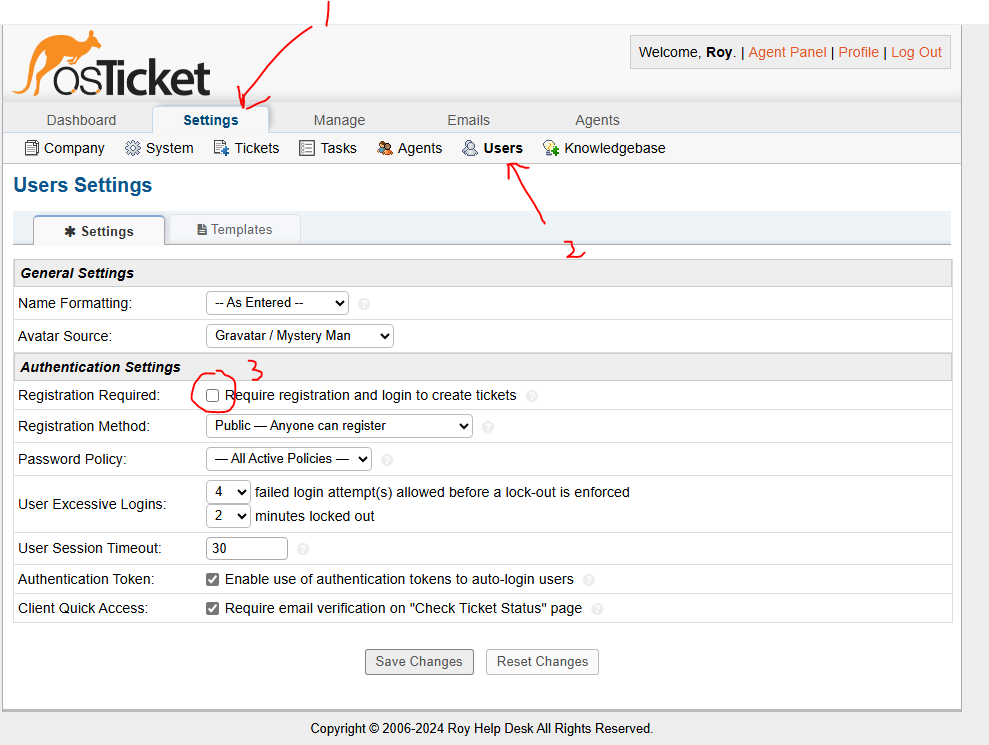 1
osTicket
Welcome, Roy. | Agent Panel | Profile | Log Out
Dashboard Settings Manage Emails Agents
Company System Tickets Tasks Agents Users Knowledgebase
Users Settings
Settings Templates
2
General Settings
Name Formatting: -- As Entered --
Avatar Source: Gravatar / Mystery Man
Authentication Settings
3
Registration Required: Require registration and login to create tickets
Registration Method: Public — Anyone can register
Password Policy: — All Active Policies —
User Excessive Logins: 4 failed login attempt(s) allowed before a lock-out is enforced
2 minutes locked out
User Session Timeout: 30
Authentication Token: Enable use of authentication tokens to auto-login users
Client Quick Access: Require email verification on "Check Ticket Status" page
Save Changes Reset Changes
Copyright © 2006-2024 Roy Help Desk All Rights Reserved.